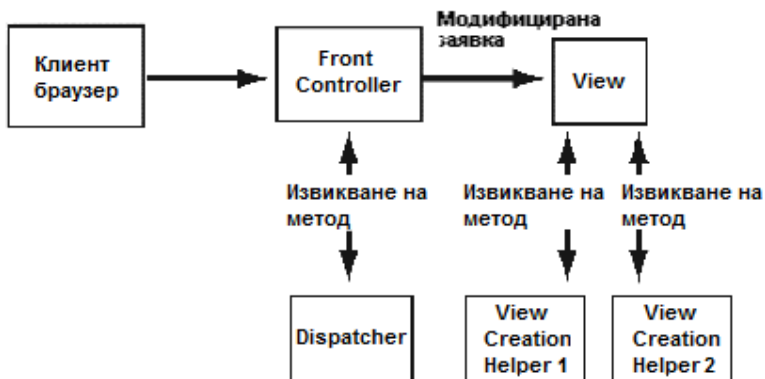 Модифицирана
заявка
Клиент
браузер
Front
Controller
View
Извикване на
метод
Извикване на
метод
Извикване на
метод
Dispatcher
View
Creation
Helper 1
View
Creation
Helper 2